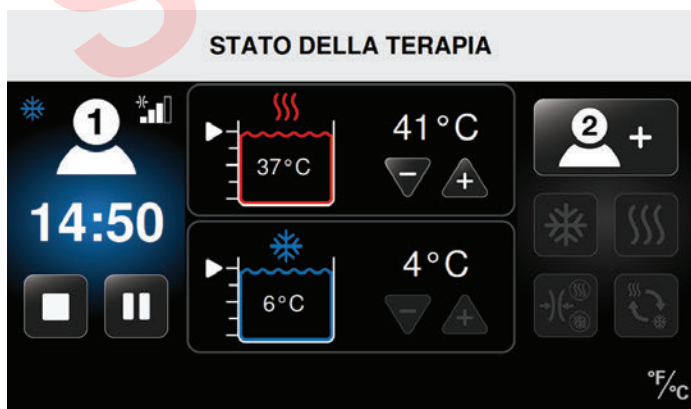 STATO DELLA TERAPIA
1
14:50
37°C
41°C
- +
6°C
4°C
- +
2 +
°F/°C